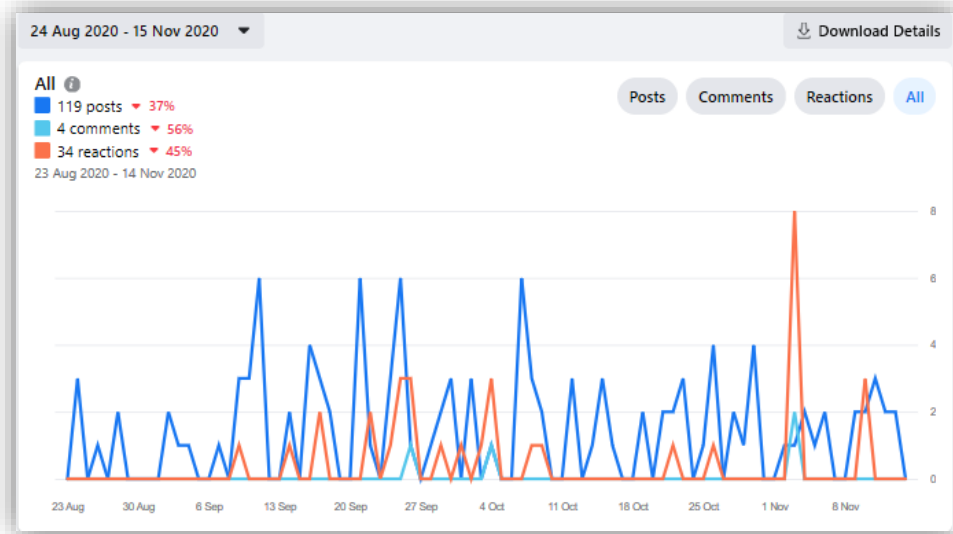 24 Aug 2020 - 15 Nov 2020
Download Details
All
Posts Comments Reactions All
119 posts 37%
4 comments 56%
34 reactions 45%
23 Aug 2020 - 14 Nov 2020
8
6
4
2
0
23 Aug 30 Aug 6 Sep 13 Sep 20 Sep 27 Sep 4 Oct 11 Oct 18 Oct 25 Oct 1 Nov 8 Nov